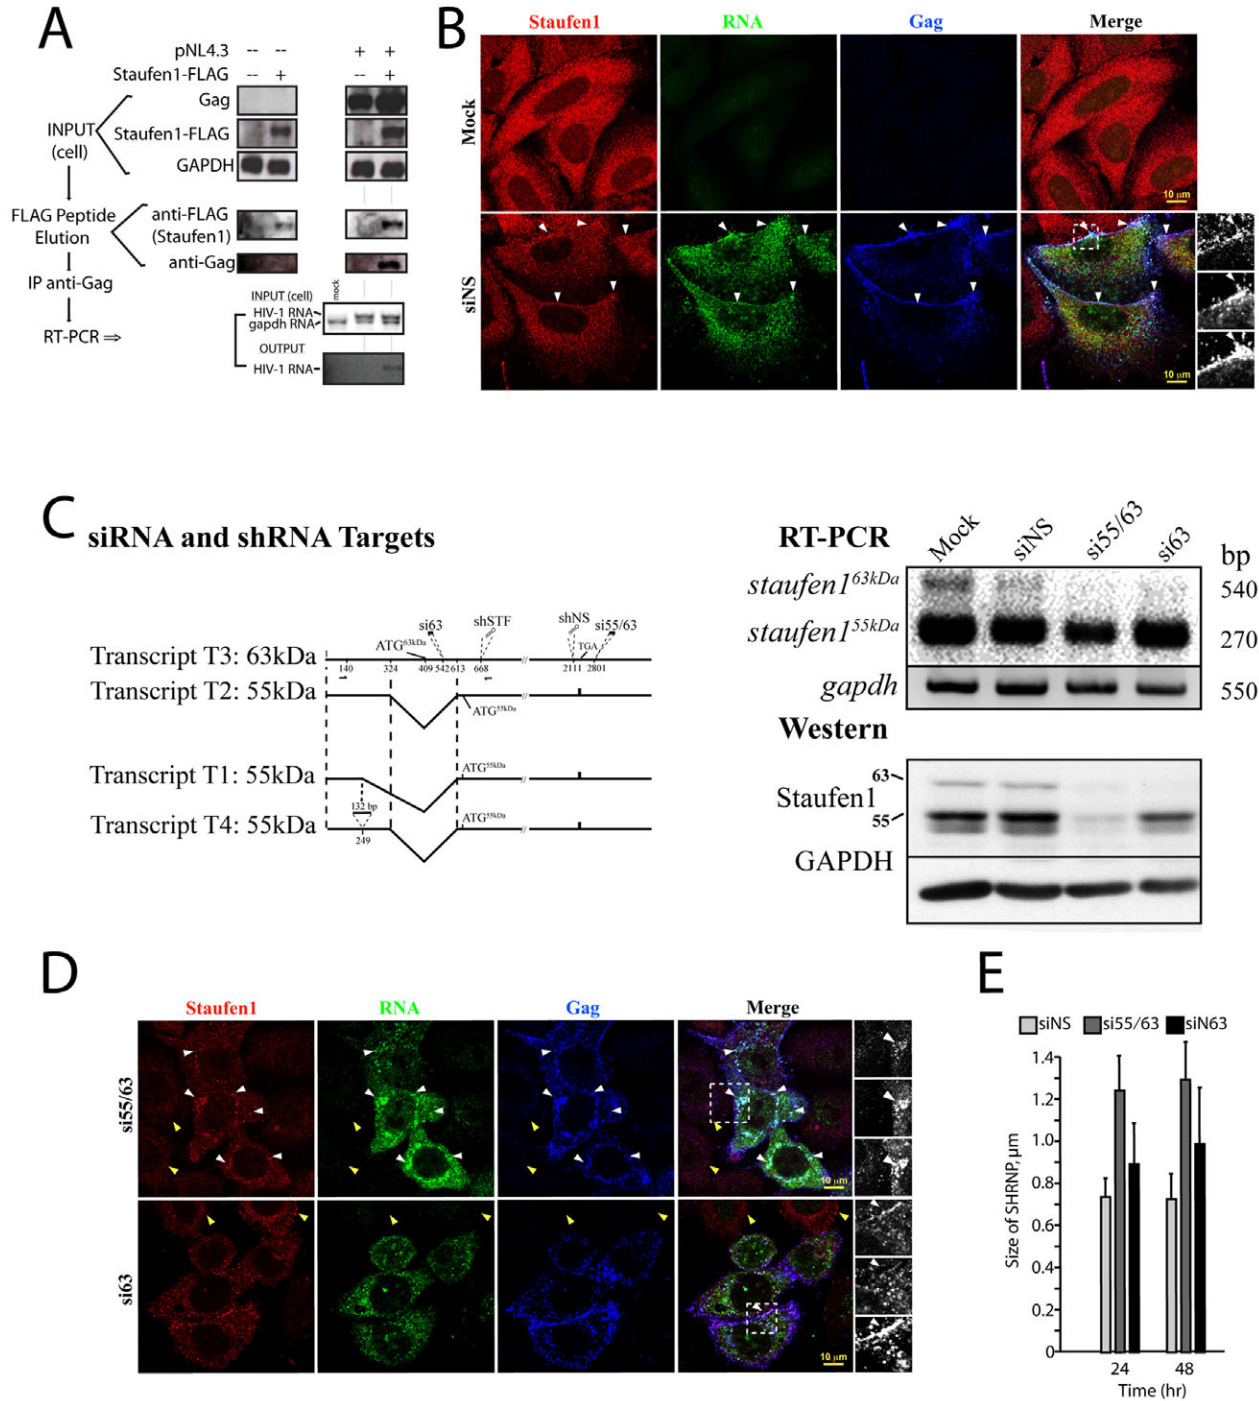 A
pNL4.3 -- -- + +
Staufen1-FLAG -- + -- +
Gag
INPUT
(cell)
Staufen1-FLAG
GAPDH
FLAG Peptide
Elution
anti-FLAG
(Staufen1)
anti-Gag
IP anti-Gag
RT-PCR ⇒
mock
INPUT (cell)
HIV-1 RNA
gapdh RNA
OUTPUT
HIV-1 RNA
B
Staufen1 RNA Gag Merge
Mock
10 µm
siNS
10 µm
C
siRNA and shRNA Targets
si63 shSTF shNS si55/63
ATG63kDa TGA
Transcript T3: 63kDa
140 324 409 542 613 668 2111 2801
Transcript T2: 55kDa
ATG55kDa
Transcript T1: 55kDa
ATG55kDa
132 bp
Transcript T4: 55kDa
ATG55kDa
249
RT-PCR
Mock siNS si55/63 si63
bp
staufen1 63kDa 540
staufen1 55kDa 270
gapdh 550
Western
63
Staufen1
55
GAPDH
D
Staufen1 RNA Gag Merge
si55/63
10 µm
si63
10 µm
E
siNS si55/63 siN63
Size of SHRNP, µm
1.4
1.2
1.0
0.8
0.6
0.4
0.2
0
24 48
Time (hr)